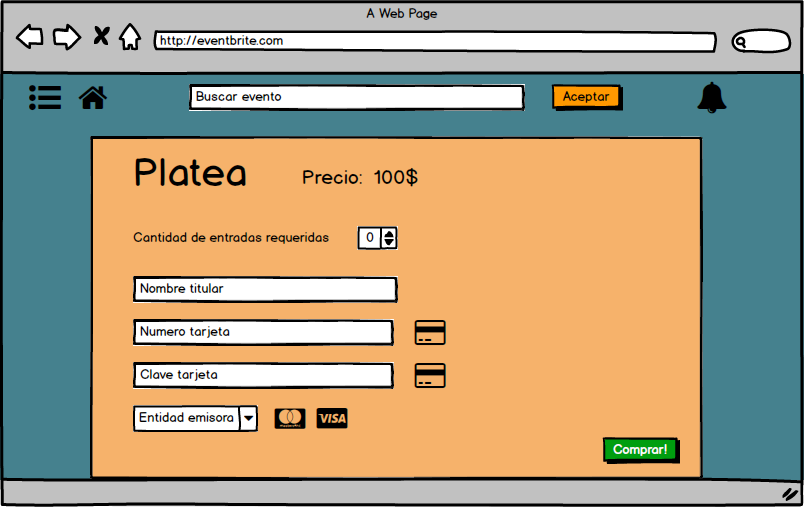 A Web Page
http://eventbrite.com
Buscar evento
Aceptar
Platea
Precio: 100$
Cantidad de entradas requeridas
0
Nombre titular
Numero tarjeta
Clave tarjeta
Entidad emisora
VISA
Comprar!